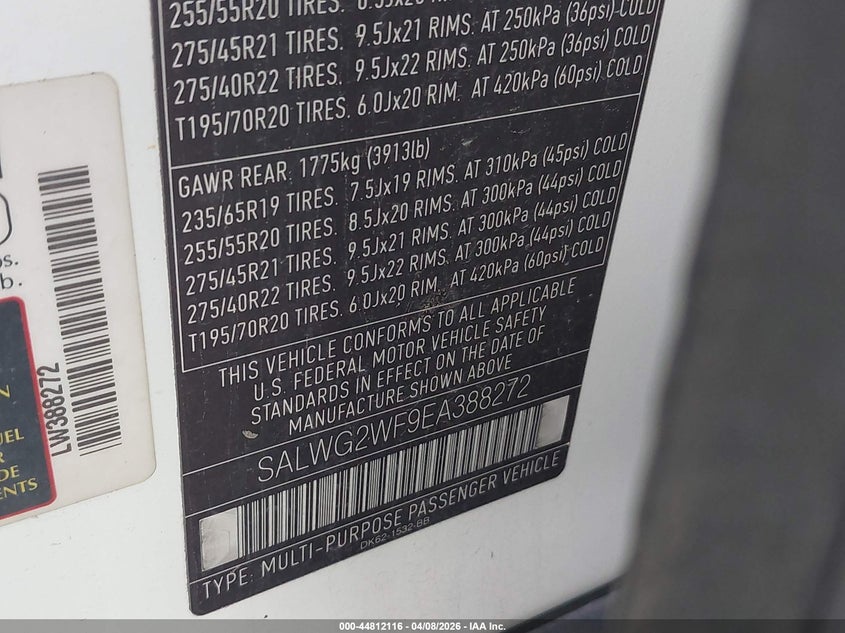 255/55R20 TIRES.
275/45R21 TIRES. 9.5Jx21 RIMS. AT 250kPa (36psi) COLD
275/40R22 TIRES. 9.5Jx22 RIMS. AT 250kPa (36psi) COLD
T195/70R20 TIRES. 6.0Jx20 RIM. AT 420kPa (60psi) COLD
GAWR REAR: 1775kg (3913lb)
235/65R19 TIRES. 7.5Jx19 RIMS. AT 310kPa (45psi) COLD
255/55R20 TIRES. 8.5Jx20 RIMS. AT 300kPa (44psi) COLD
275/45R21 TIRES. 9.5Jx21 RIMS. AT 300kPa (44psi) COLD
275/40R22 TIRES. 9.5Jx22 RIMS. AT 300kPa (44psi) COLD
T195/70R20 TIRES. 6.0Jx20 RIM. AT 420kPa (60psi) COLD
THIS VEHICLE CONFORMS TO ALL APPLICABLE
U.S. FEDERAL MOTOR VEHICLE SAFETY
STANDARDS IN EFFECT ON THE DATE OF
MANUFACTURE SHOWN ABOVE
SALWG2WF9EA388272
TYPE: MULTI-PURPOSE PASSENGER VEHICLE
DK62-1532-BB
LW388272
000-44812116 - 04/08/2026 - IAA Inc.